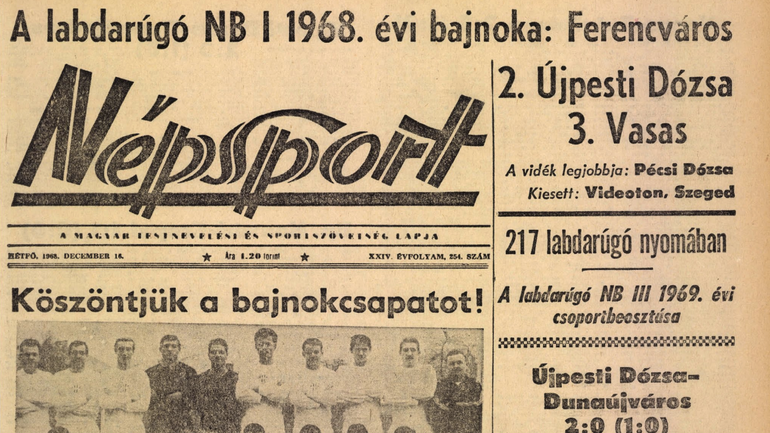 A labdarúgó NB I 1968. évi bajnoka: Ferencváros
Népsport
A MAGYAR TESTNEVELÉSI ÉS SPORTSZÖVETSÉG LAPJA
HÉTFŐ, 1968. DECEMBER 16.
Ára 1.20 forint
XXIV. ÉVFOLYAM, 254. SZÁM
Köszöntjük a bajnokcsapatot!
2. Újpesti Dózsa
3. Vasas
A vidék legjobbja: Pécsi Dózsa
Kiesett: Videoton, Szeged
217 labdarúgó nyomában
A labdarúgó NB III 1969. évi
csoportbeosztása
Újpesti Dózsa–
Dunaújváros
2:0 (1:0)